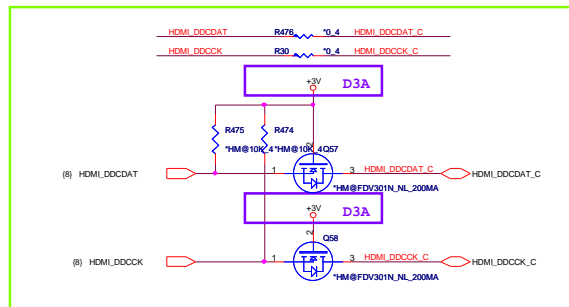 HDMI_DDCDAT R476 *0_4 HDMI_DDCDAT_C
HDMI_DDCCK R30 *0_4 HDMI_DDCCK_C
+3V D3A
R475 R474
*HM@10K_4 *HM@10K_4 Q57
2
{8} HDMI_DDCDAT 1 3 HDMI_DDCDAT_C HDMI_DDCDAT_C
*HM@FDV301N_NL_200MA
+3V D3A
2
Q58
{8} HDMI_DDCCK 1 3 HDMI_DDCCK_C HDMI_DDCCK_C
*HM@FDV301N_NL_200MA